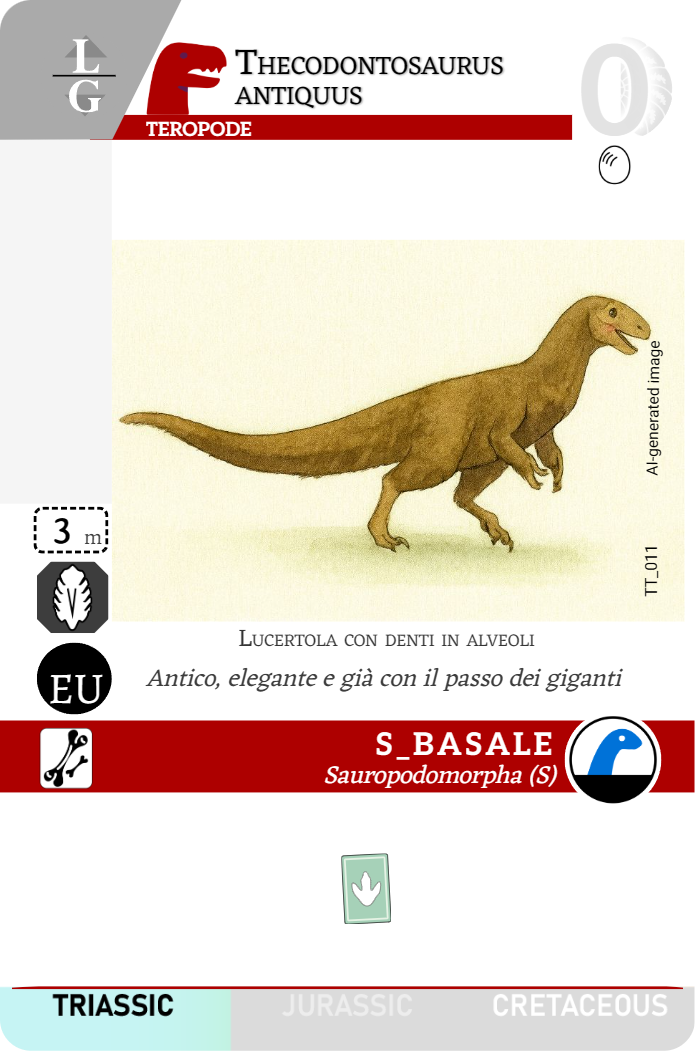 L
G
THECODONTOSAURUS
ANTIQUUS
TEROPODE
0
AI-generated image
TT_011
3 m
EU
LUCERTOLA CON DENTI IN ALVEOLI
Antico, elegante e già con il passo dei giganti
S_BASALE
Sauropodomorpha (S)
TRIASSIC JURASSIC CRETACEOUS